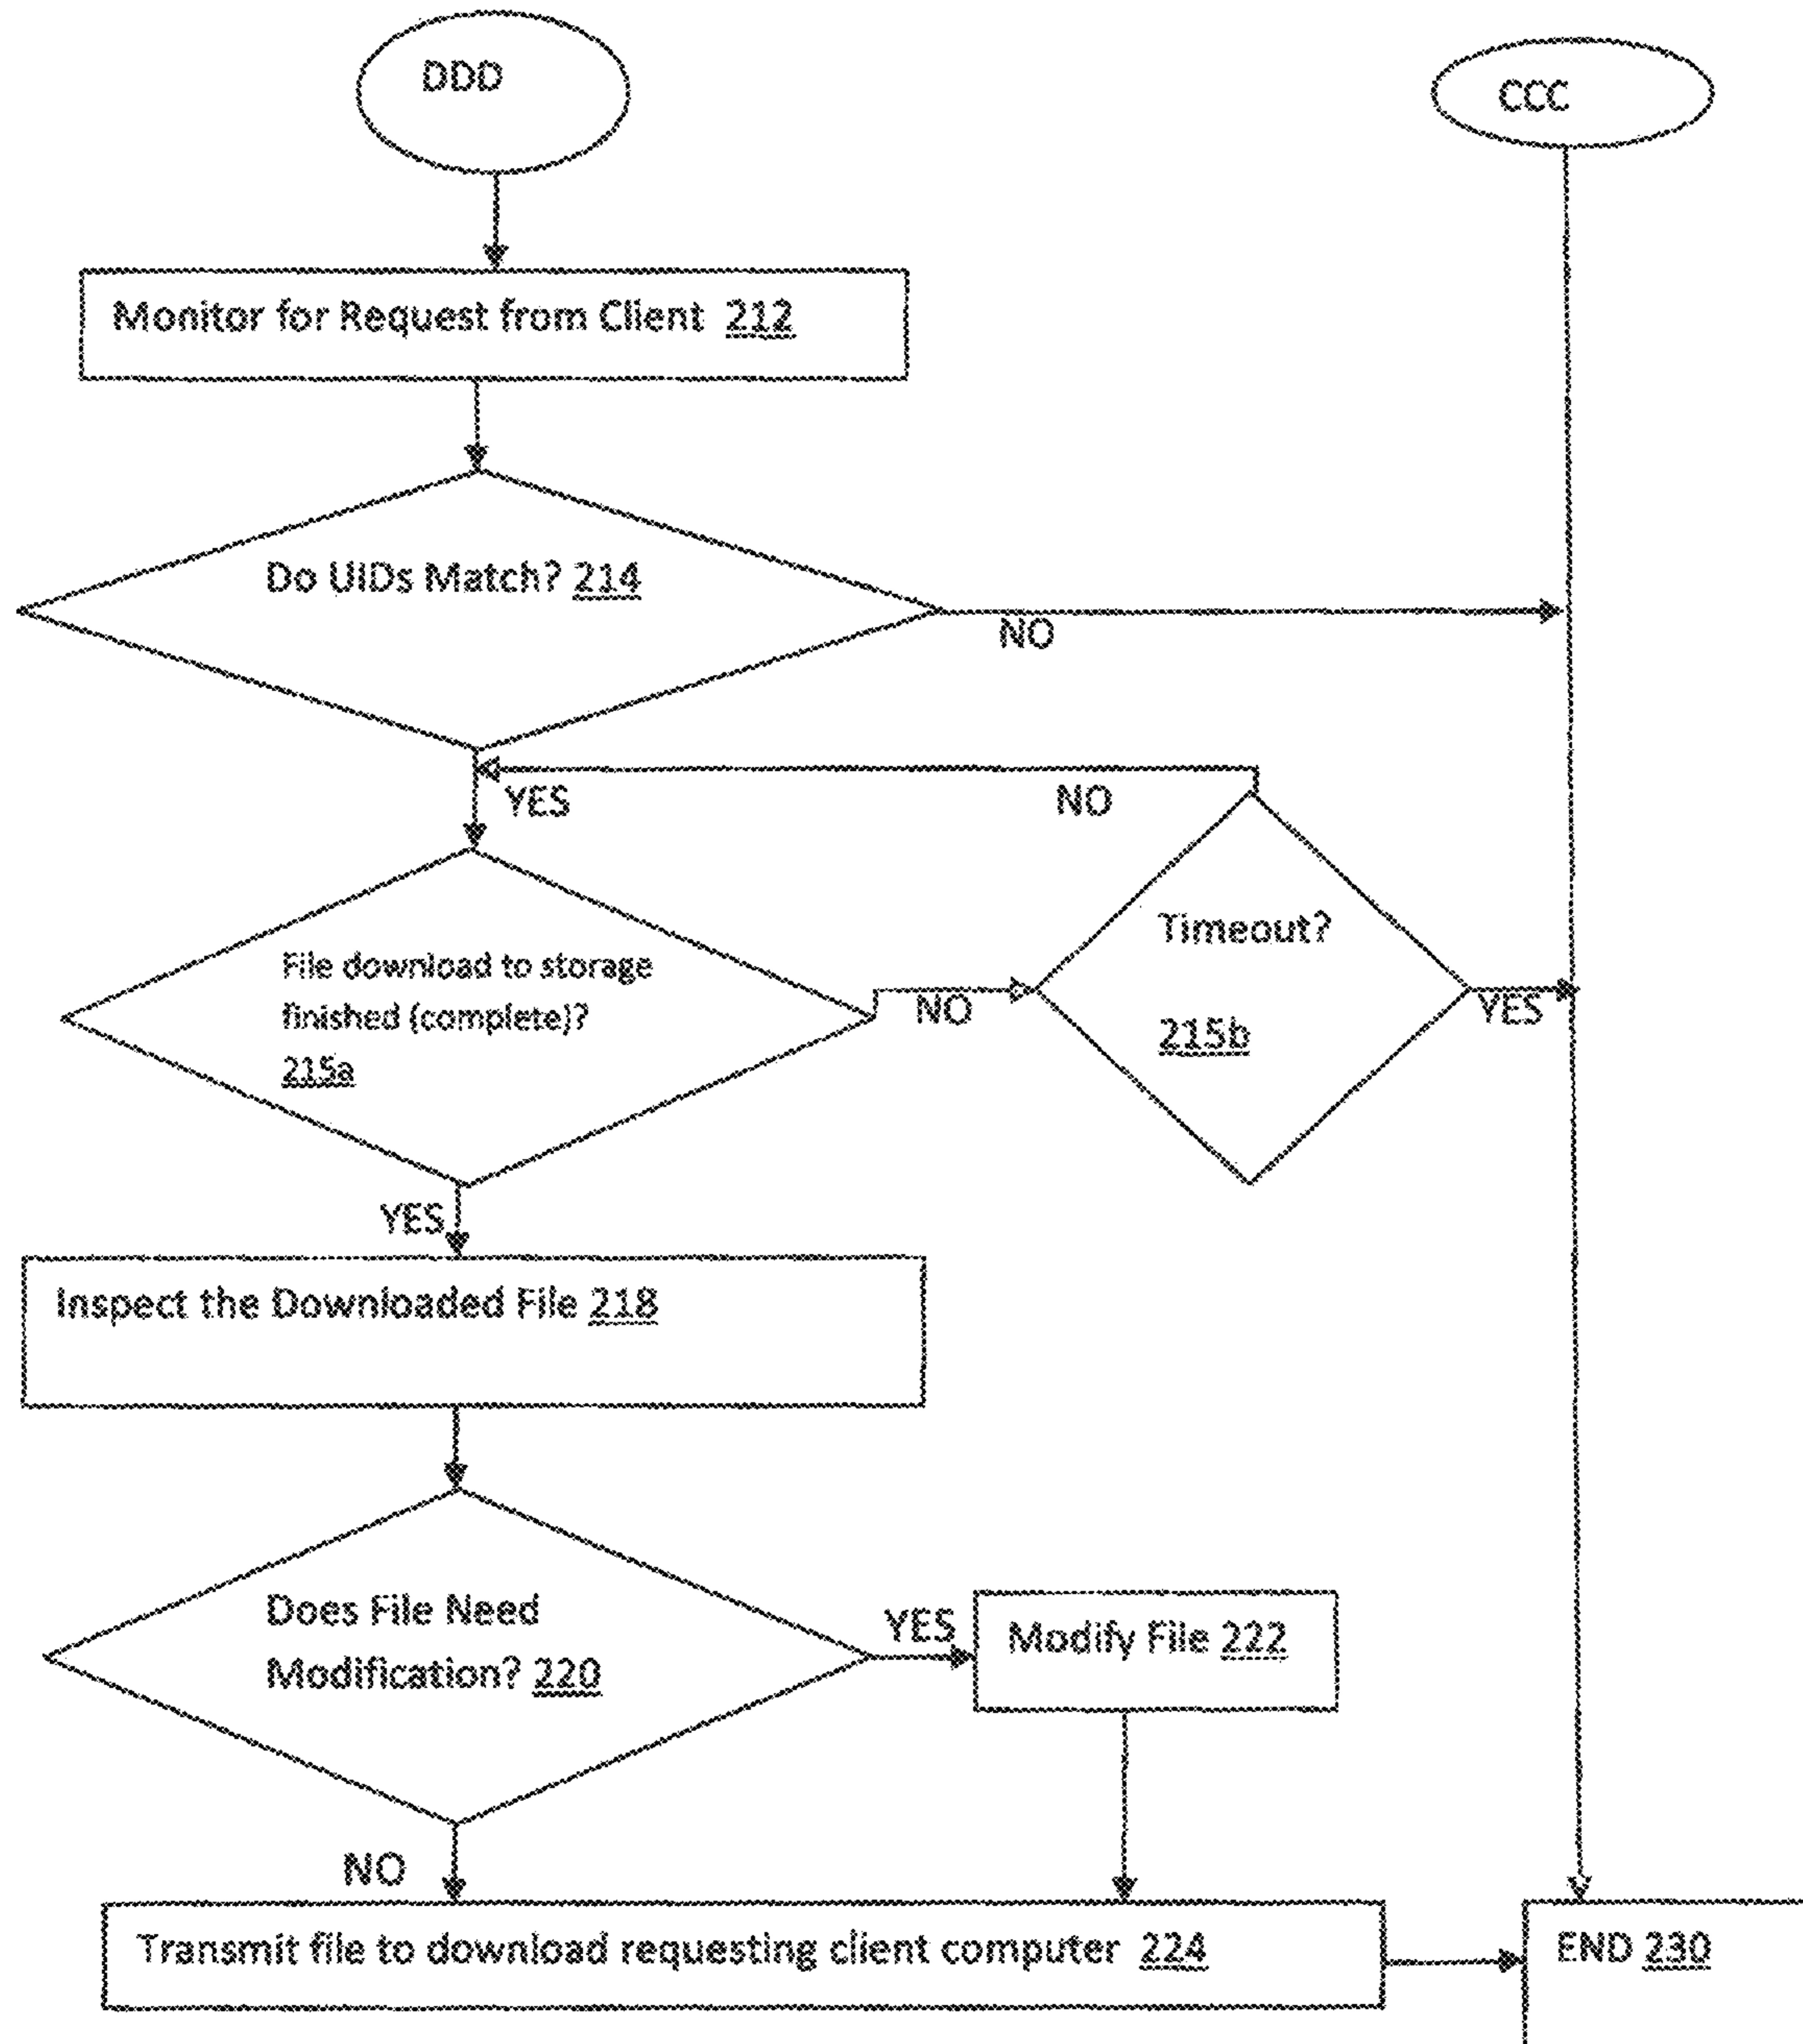 DDD
CCC
Monitor for Request from Client 212
Do UIDs Match? 214
NO
YES
NO
File download to storage
finished (complete)?
215a
NO
Timeout?
215b
YES
YES
Inspect the Downloaded File 218
Does File Need
Modification? 220
YES
Modify File 222
NO
Transmit file to download requesting client computer 224
END 230